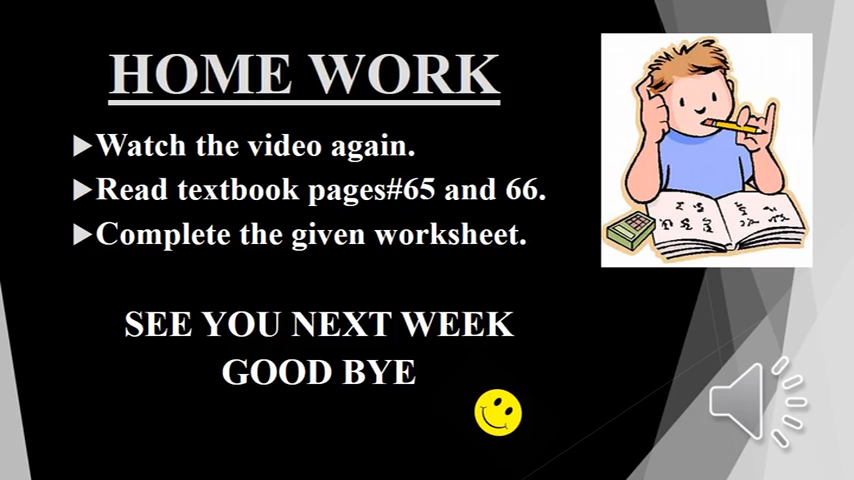 HOME WORK
Watch the video again.
Read textbook pages#65 and 66.
Complete the given worksheet.
SEE YOU NEXT WEEK
GOOD BYE